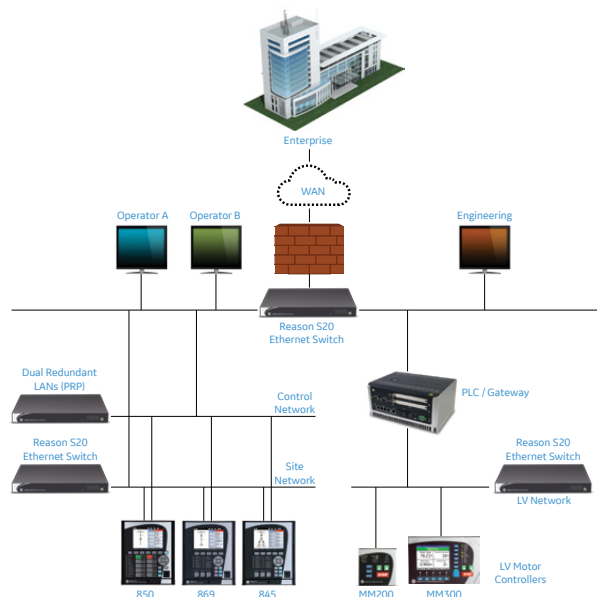 Enterprise
WAN
Operator A
Operator B
Engineering
Reason S20
Ethernet Switch
Dual Redundant
LANs (PRP)
Control
Network
PLC / Gateway
Reason S20
Ethernet Switch
Site
Network
Reason S20
Ethernet Switch
LV Network
850
869
845
MM200
MM300
LV Motor
Controllers